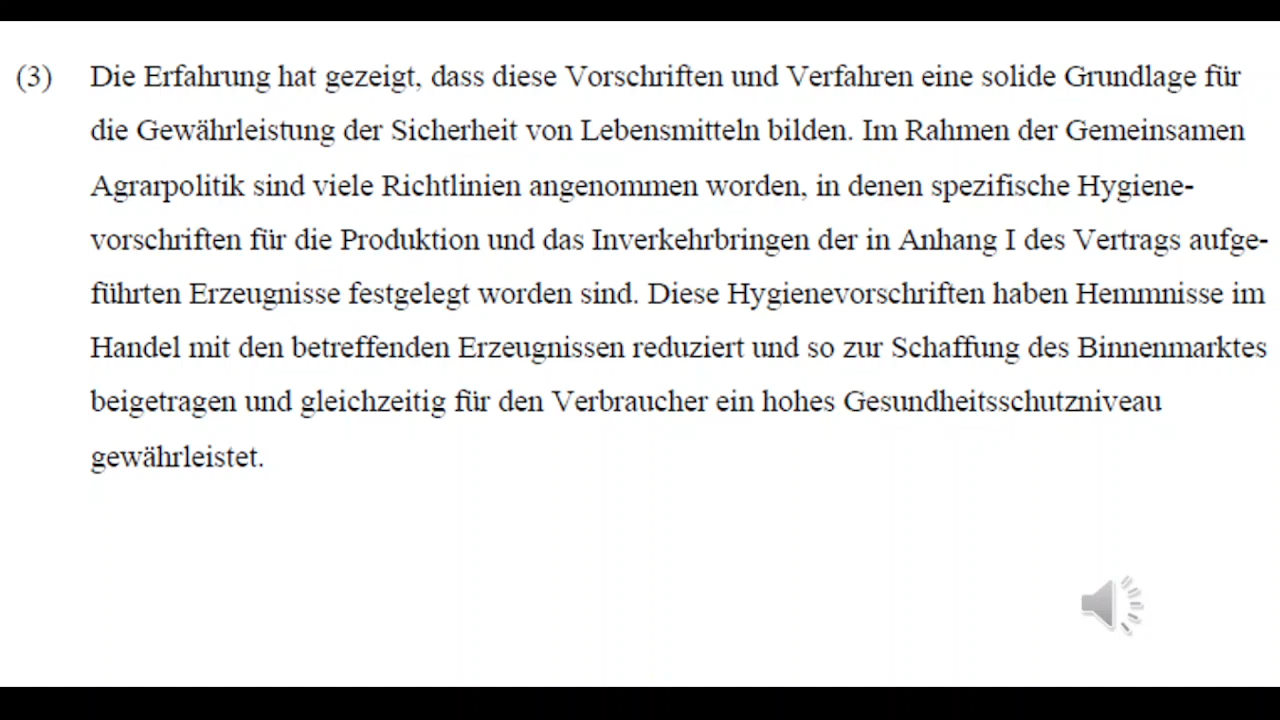 (3) Die Erfahrung hat gezeigt, dass diese Vorschriften und Verfahren eine solide Grundlage für
die Gewährleistung der Sicherheit von Lebensmitteln bilden. Im Rahmen der Gemeinsamen
Agrarpolitik sind viele Richtlinien angenommen worden, in denen spezifische Hygiene-
vorschriften für die Produktion und das Inverkehrbringen der in Anhang I des Vertrags aufge-
führten Erzeugnisse festgelegt worden sind. Diese Hygienevorschriften haben Hemmnisse im
Handel mit den betreffenden Erzeugnissen reduziert und so zur Schaffung des Binnenmarktes
beigetragen und gleichzeitig für den Verbraucher ein hohes Gesundheitsschutzniveau
gewährleistet.